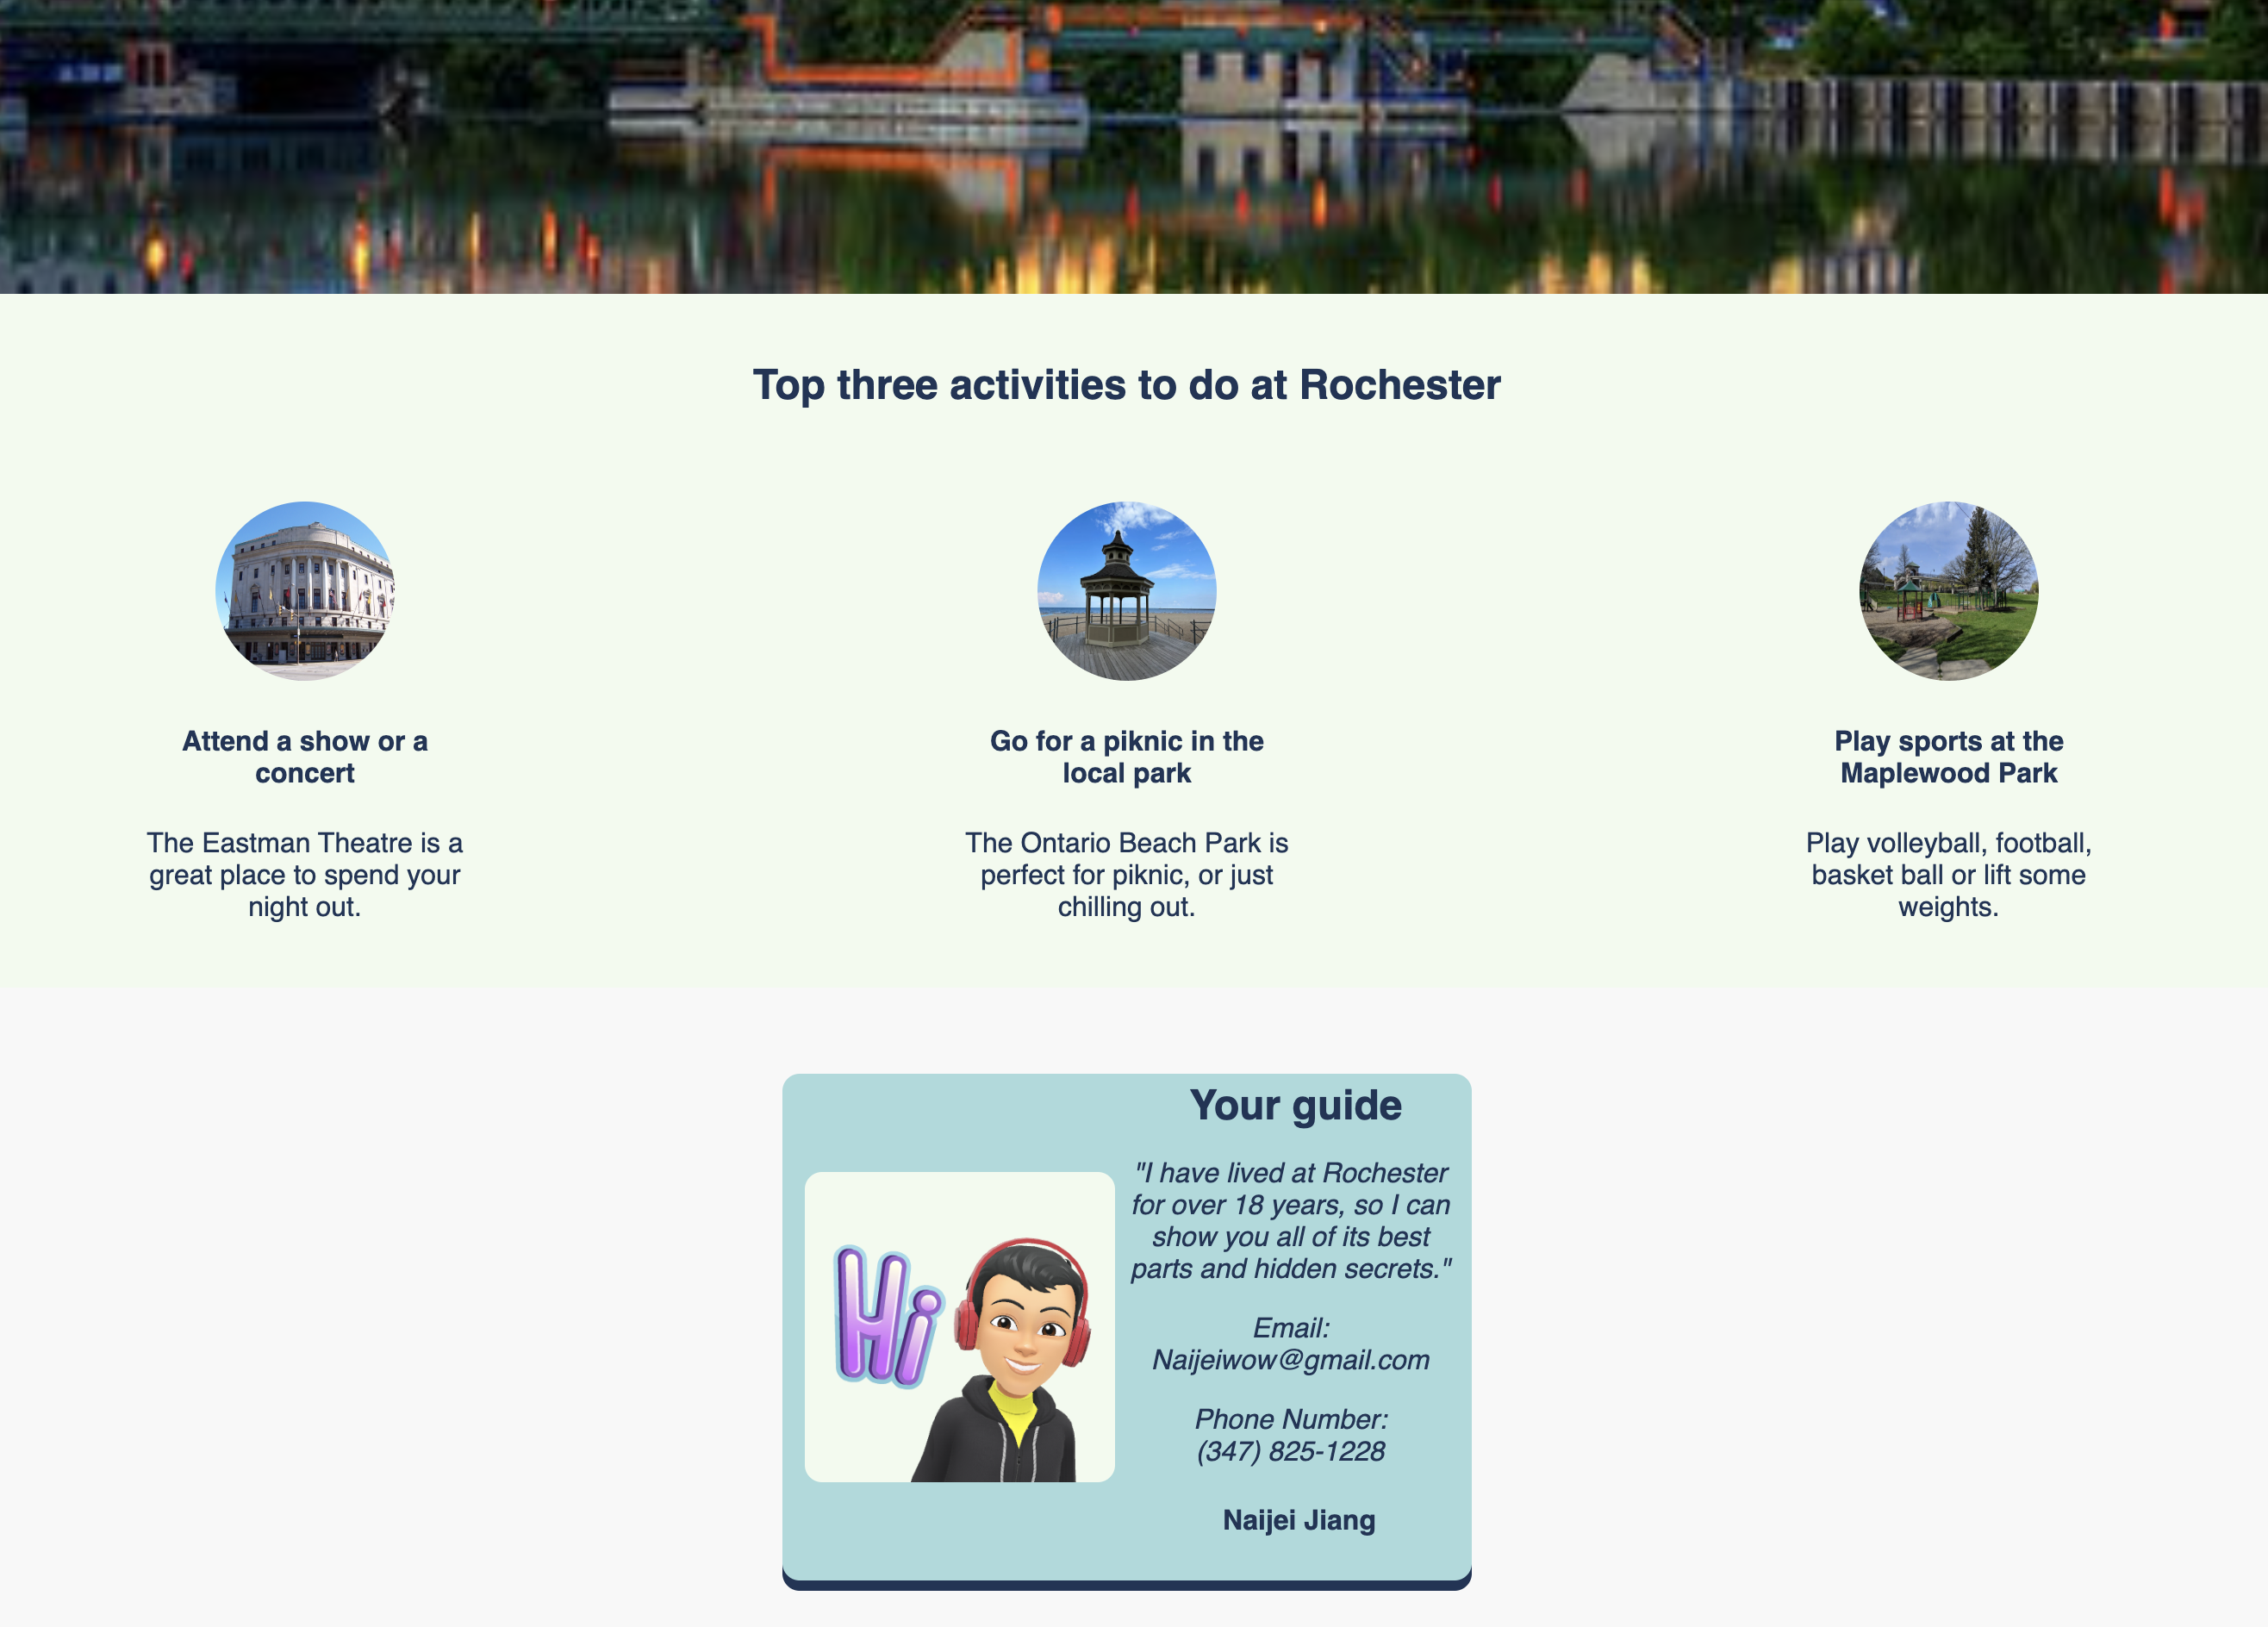 Top three activities to do at Rochester
Attend a show or a
concert
The Eastman Theatre is a
great place to spend your
night out.
Go for a piknic in the
local park
The Ontario Beach Park is
perfect for piknic, or just
chilling out.
Play sports at the
Maplewood Park
Play volleyball, football,
basket ball or lift some
weights.
Hi
Your guide
"I have lived at Rochester
for over 18 years, so I can
show you all of its best
parts and hidden secrets."
Email:
Naijeiwow@gmail.com
Phone Number:
(347) 825-1228
Naijei Jiang